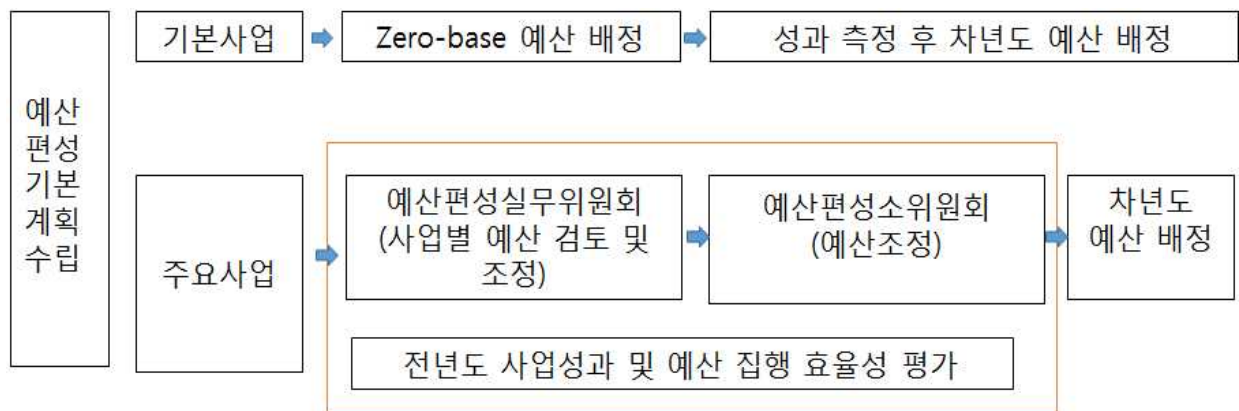 예산
편성
기본
계획
수립
기본사업
Zero-base 예산 배정
성과 측정 후 차년도 예산 배정
주요사업
예산편성실무위원회
(사업별 예산 검토 및
조정)
예산편성소위원회
(예산조정)
차년도
예산 배정
전년도 사업성과 및 예산 집행 효율성 평가